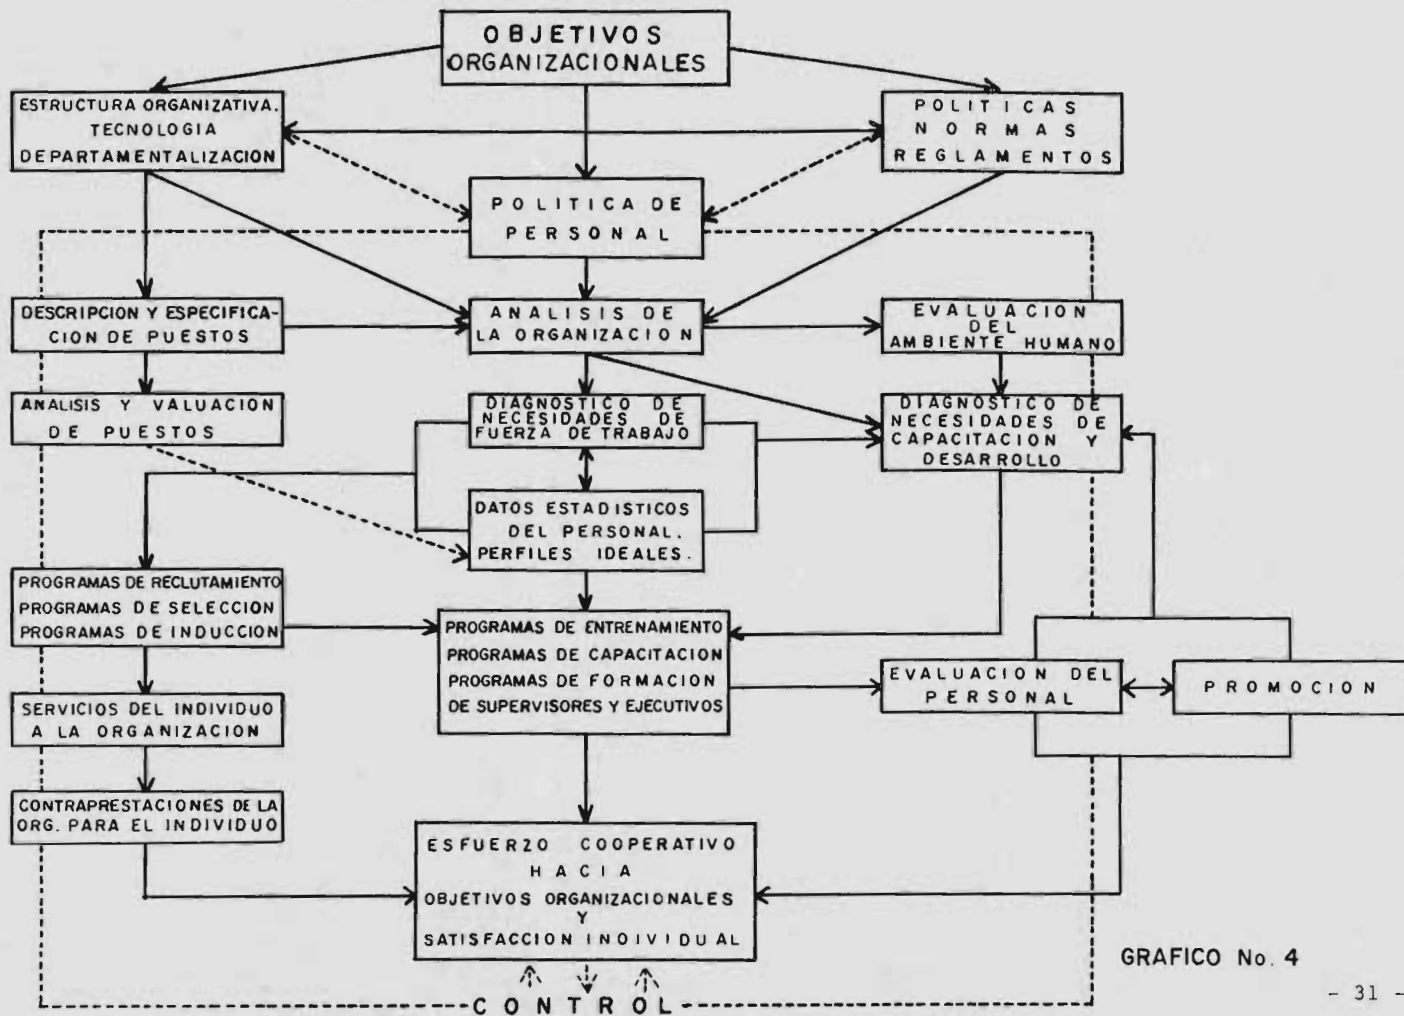 OBJETIVOS
ORGANIZACIONALES
ESTRUCTURA ORGANIZATIVA.
TECNOLOGIA
DEPARTAMENTALIZACION
POLITICAS
NORMAS
REGLAMENTOS
POLITICA DE
PERSONAL
DESCRIPCION Y ESPECIFICA-
CION DE PUESTOS
ANALISIS DE
LA ORGANIZACION
EVALUACION
DEL
AMBIENTE HUMANO
ANALISIS Y VALUACION
DE PUESTOS
DIAGNOSTICO DE
NECESIDADES DE
FUERZA DE TRABAJO
DIAGNOSTICO DE
NECESIDADES DE
CAPACITACION Y
DESARROLLO
DATOS ESTADISTICOS
DEL PERSONAL.
PERFILES IDEALES.
PROGRAMAS DE RECLUTAMIENTO
PROGRAMAS DE SELECCION
PROGRAMAS DE INDUCCION
PROGRAMAS DE ENTRENAMIENTO
PROGRAMAS DE CAPACITACION
PROGRAMAS DE FORMACION
DE SUPERVISORES Y EJECUTIVOS
EVALUACION DEL
PERSONAL
PROMOCION
SERVICIOS DEL INDIVIDUO
A LA ORGANIZACION
CONTRAPRESTACIONES DE LA
ORG. PARA EL INDIVIDUO
ESFUERZO COOPERATIVO
HACIA
OBJETIVOS ORGANIZACIONALES
Y
SATISFACCION INDIVIDUAL
GRAFICO No. 4
CONTROL
- 31 -